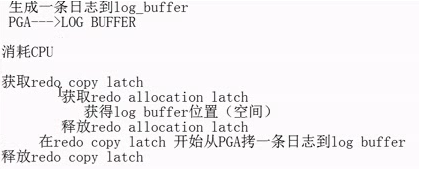 生成一条日志到log_buffer
PGA--->LOG BUFFER
消耗CPU
获取redo copy latch
获取redo allocation latch
获得log buffer位置（空间）
释放redo allocation latch
在redo copy latch 开始从PGA拷一条日志到log buffer
释放redo copy latch